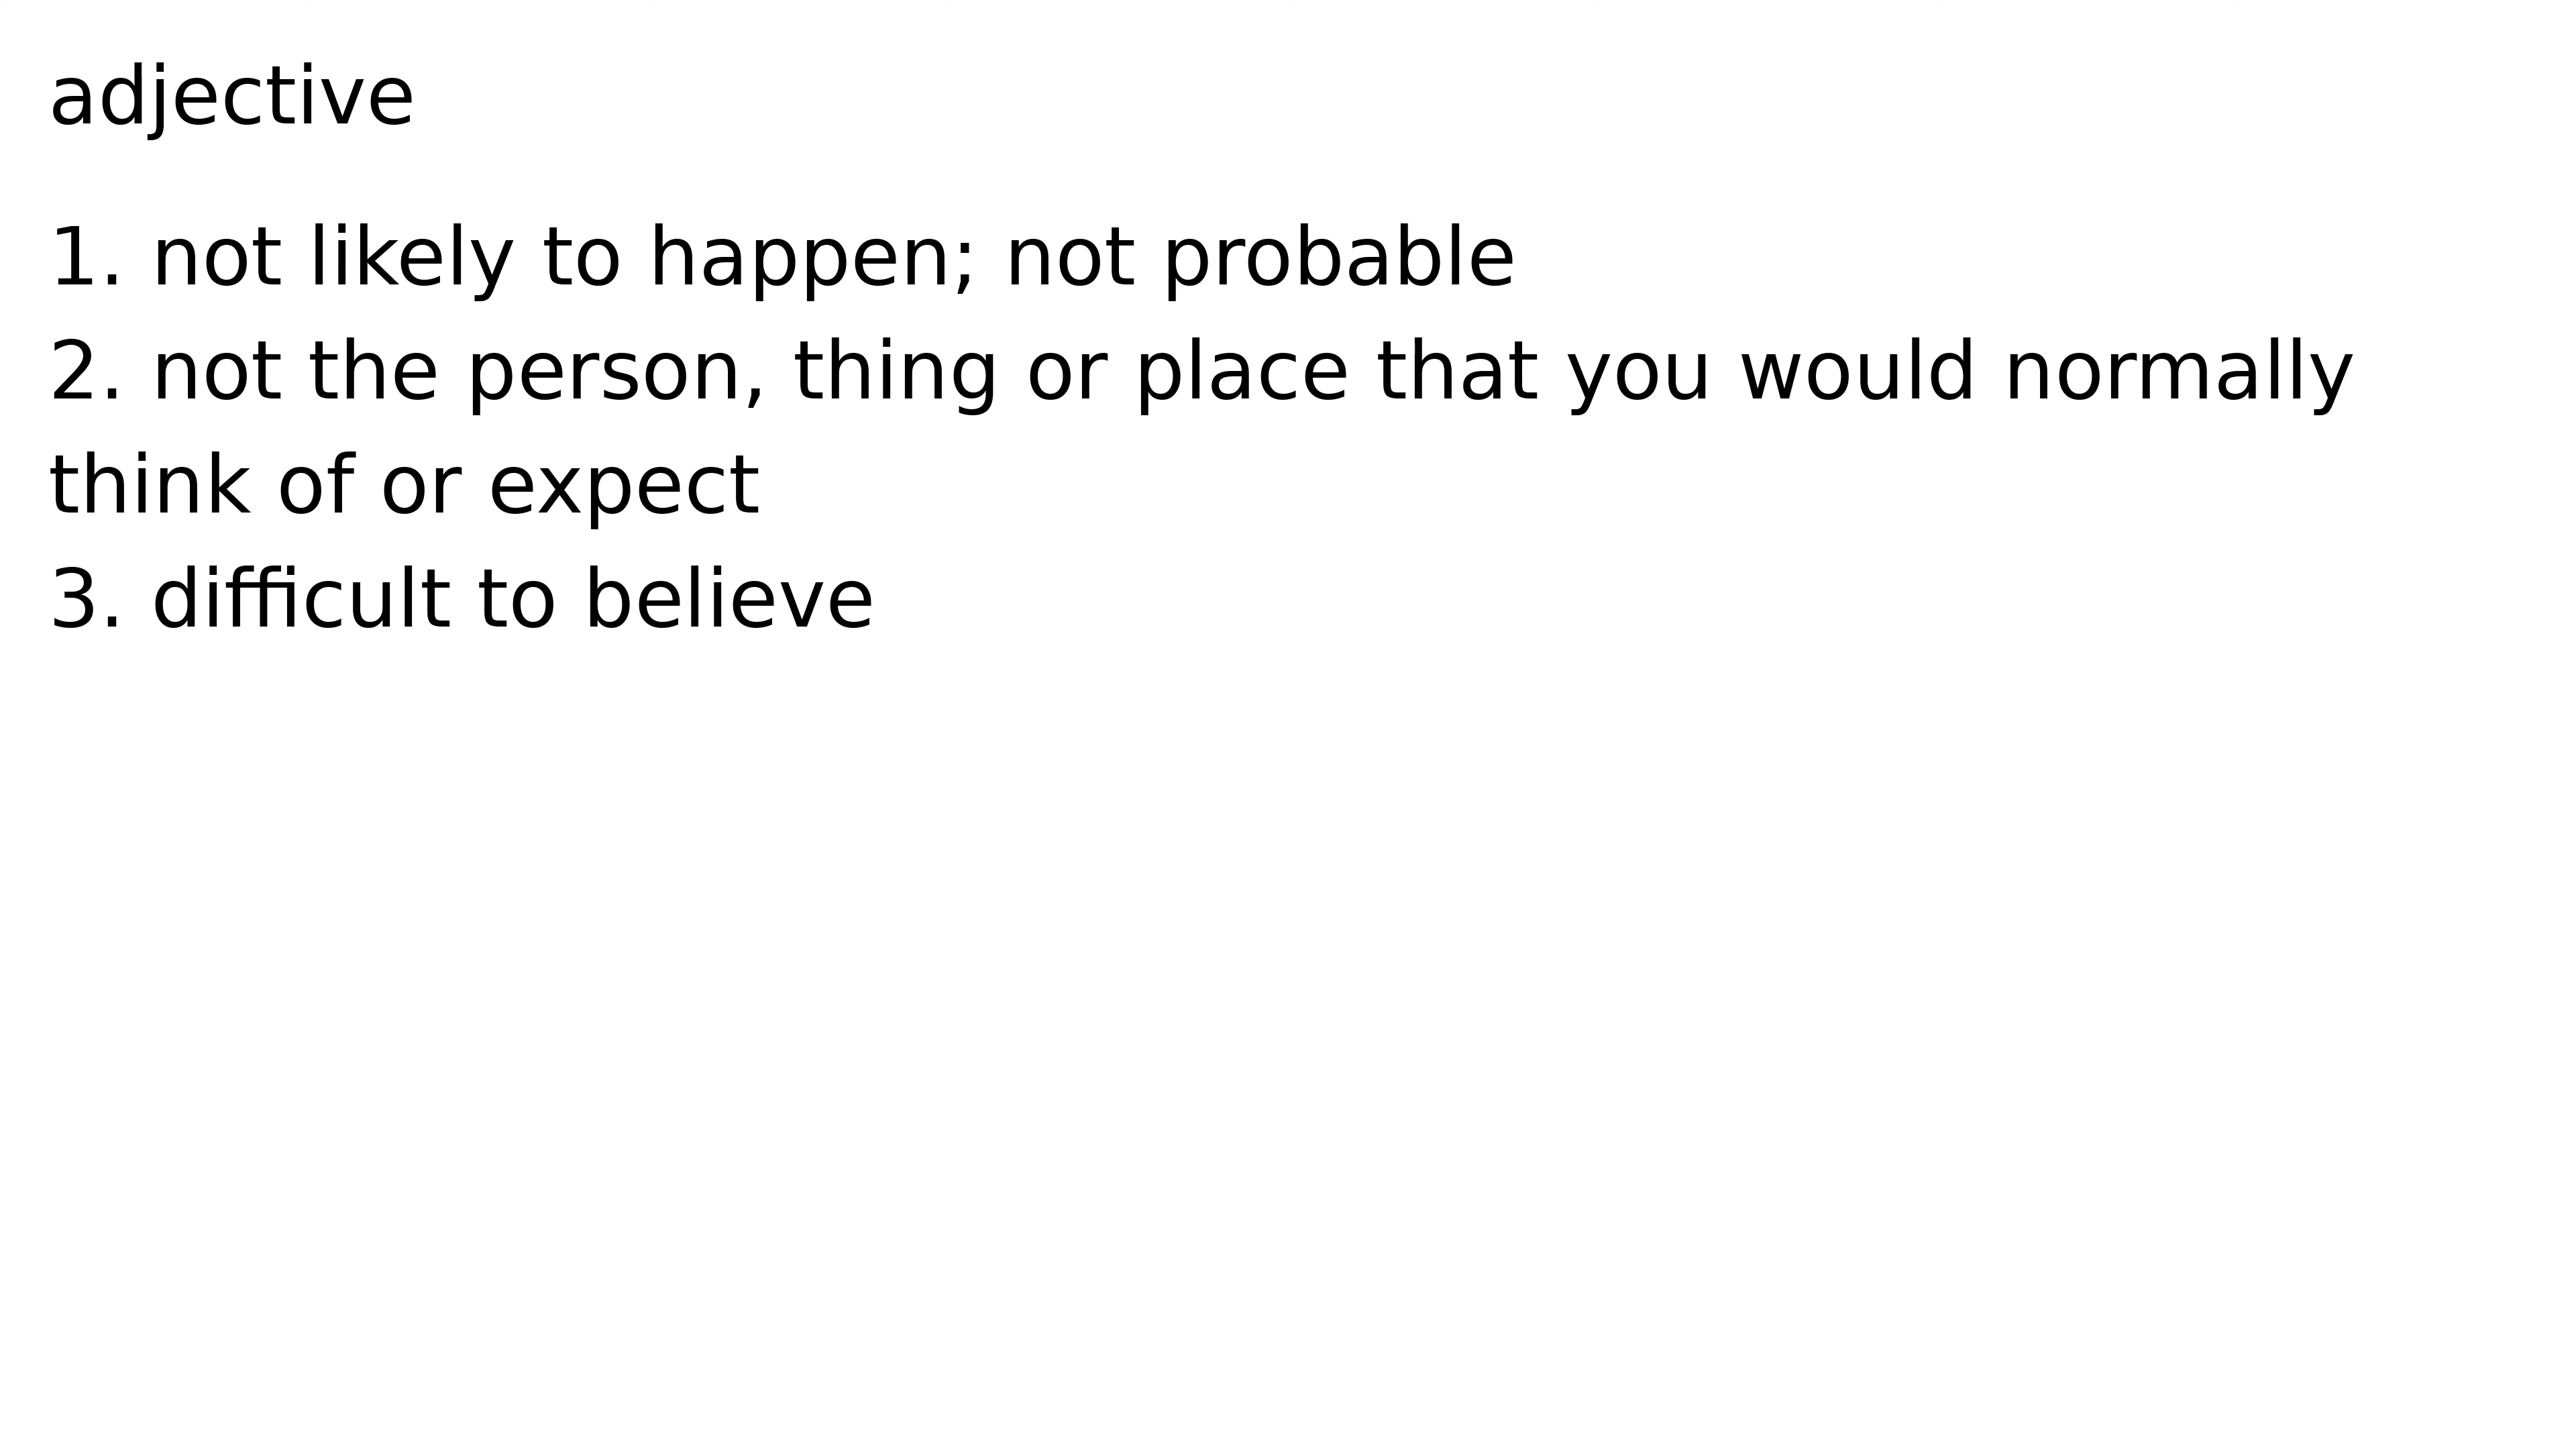 adjective
1. not likely to happen; not probable
2. not the person, thing or place that you would normally
think of or expect
3. difficult to believe